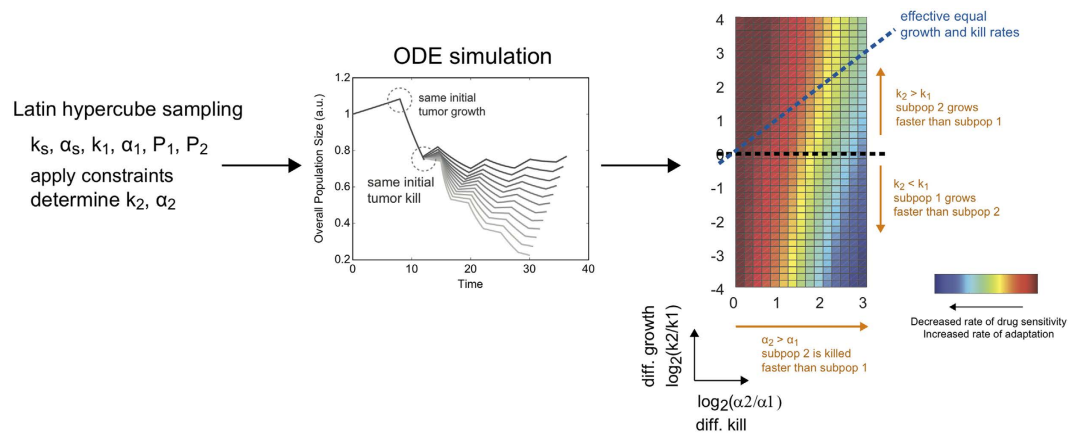 Latin hypercube sampling
kₛ, αₛ, k₁, α₁, P₁, P₂
apply constraints
determine k₂, α₂
ODE simulation
Overall Population Size (a.u.)
1.2
1
0.8
0.6
0.4
0.2
0
10
20
30
40
Time
same initial
tumor growth
same initial
tumor kill
4
3
2
1
0
-1
-2
-3
-4
0
1
2
3
effective equal
growth and kill rates
k₂ > k₁
subpop 2 grows
faster than subpop 1
k₂ < k₁
subpop 1 grows
faster than subpop 2
Decreased rate of drug sensitivity
Increased rate of adaptation
α₂ > α₁
subpop 2 is killed
faster than subpop 1
diff. growth
log₂(k2/k1)
log₂(α2/α1)
diff. kill